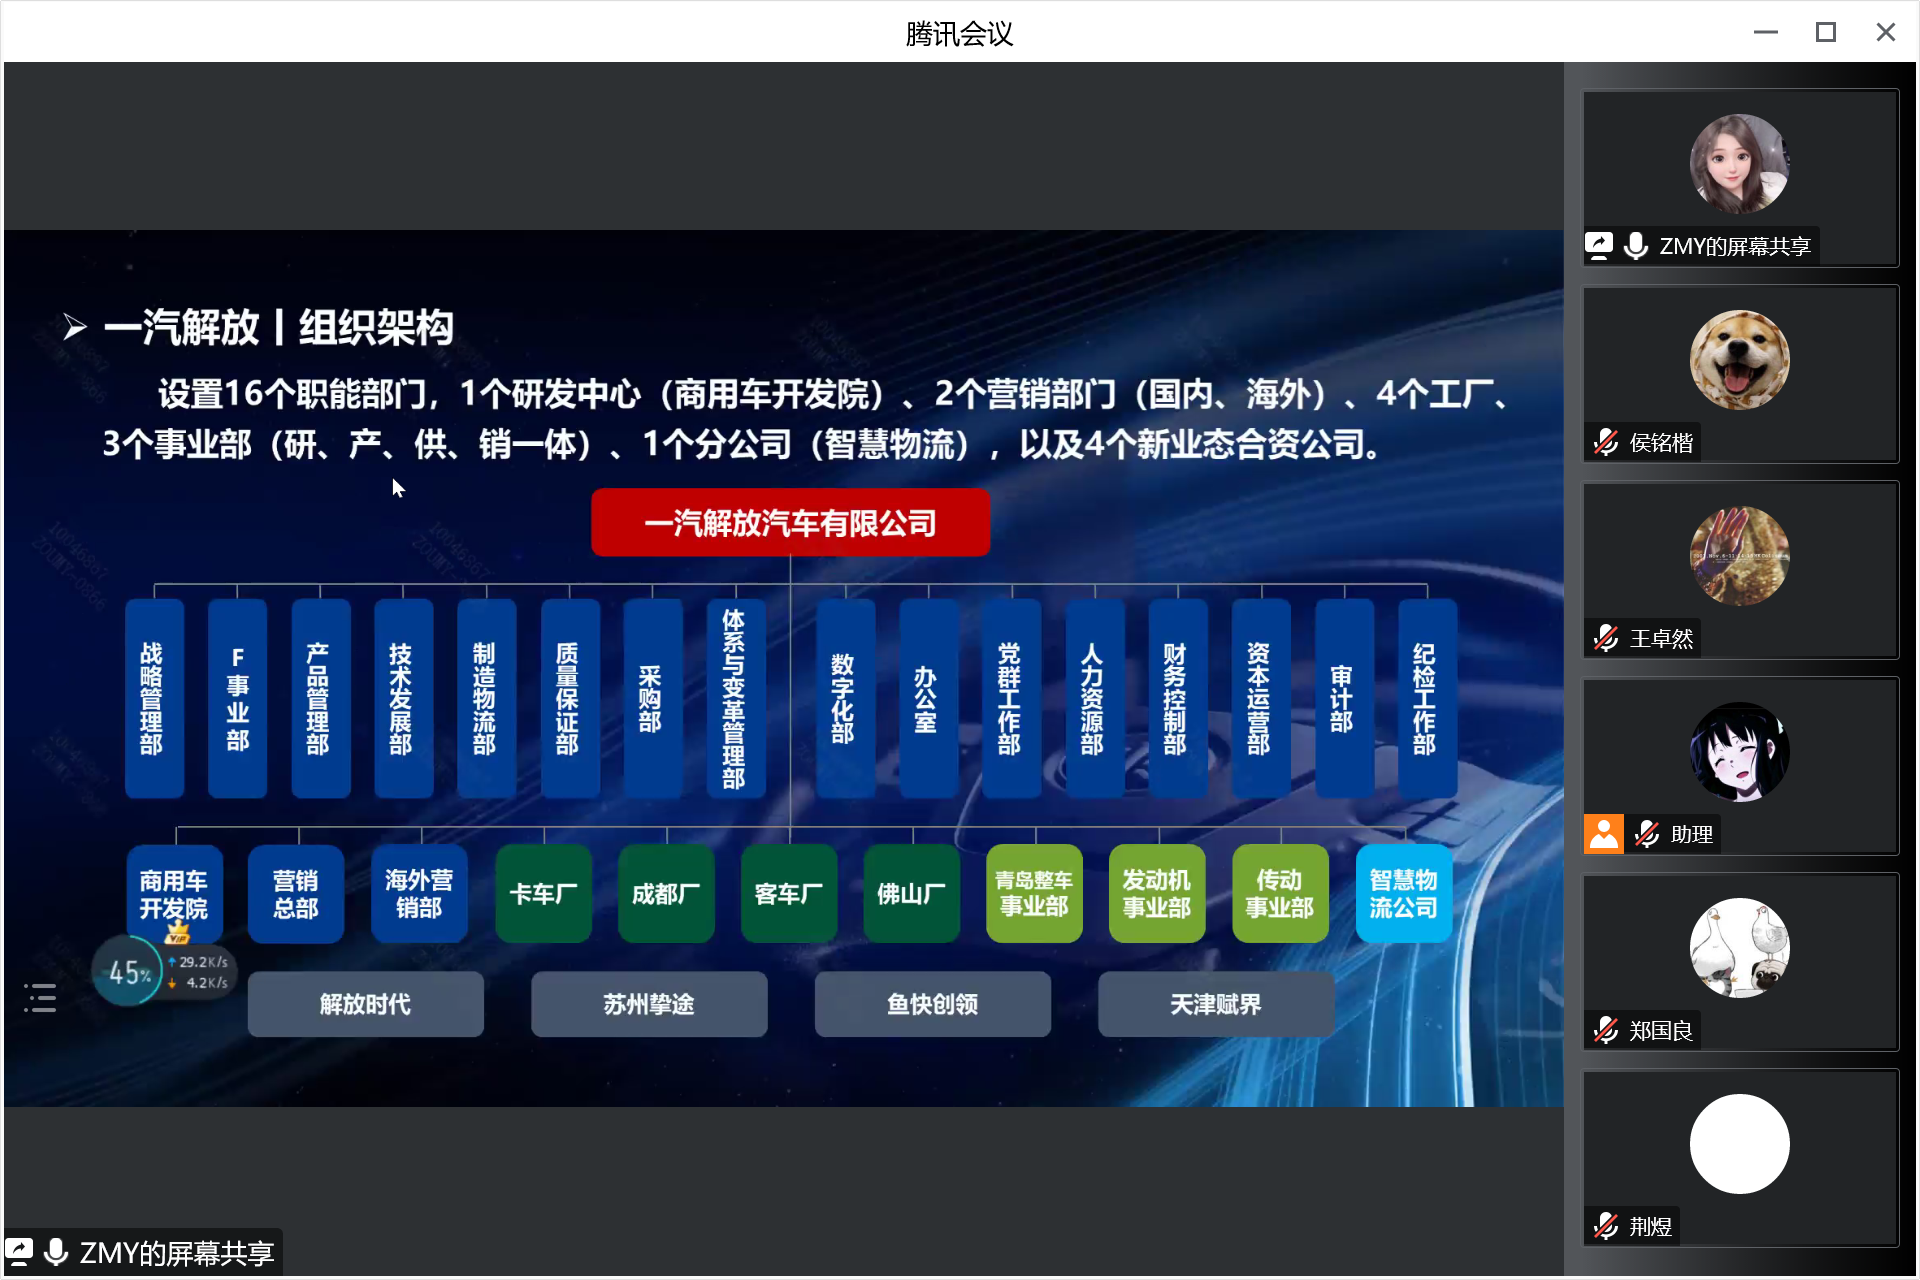 腾讯会议
一汽解放丨组织架构
设置16个职能部门，1个研发中心（商用车开发院）、2个营销部门（国内、海外）、4个工厂、
3个事业部（研、产、供、销一体）、1个分公司（智慧物流），以及4个新业态合资公司。
一汽解放汽车有限公司
战略管理部
F事业部
产品管理部
技术发展部
制造物流部
质量保证部
采购部
体系与变革管理部
数字化部
办公室
党群工作部
人力资源部
财务控制部
资本运营部
审计部
纪检工作部
商用车
开发院
营销
总部
海外营
销部
卡车厂
成都厂
客车厂
佛山厂
青岛整车
事业部
发动机
事业部
传动
事业部
智慧物
流公司
VIP
45%
29.2K/s
4.2K/s
解放时代
苏州挚途
鱼快创领
天津赋界
ZMY的屏幕共享
ZMY的屏幕共享
侯铭楷
王卓然
助理
郑国良
荆煜